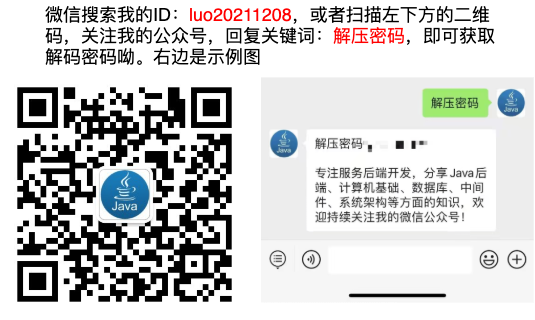 微信搜索我的ID：luo20211208，或者扫描左下方的二维
码，关注我的公众号，回复关键词：解压密码，即可获取
解码密码呦。右边是示例图
Java
解压密码
Java
Java
解压密码
专注服务后端开发，分享Java后
端、计算机基础、数据库、中间
件、系统架构等方面的知识，欢
迎持续关注我的微信公众号！